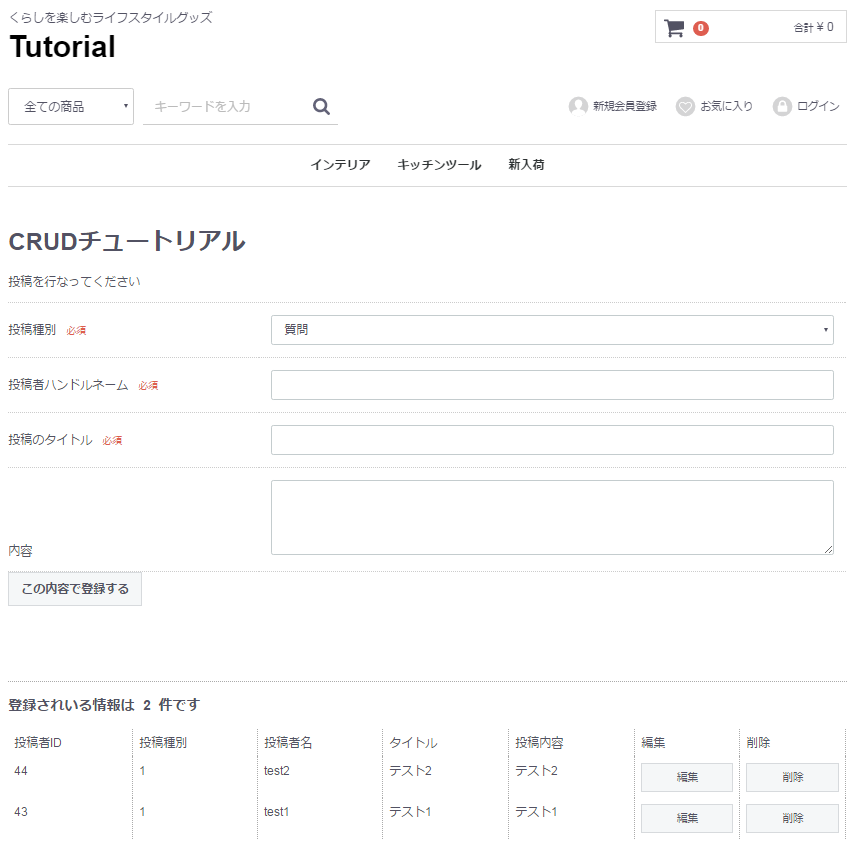 くらしを楽しむライフスタイルグッズ
Tutorial
0 合計 ¥ 0
全ての商品 キーワードを入力 新規会員登録 お気に入り ログイン
インテリア キッチンツール 新入荷
CRUDチュートリアル
投稿を行なってください
投稿種別 必須 質問
投稿者ハンドルネーム 必須
投稿のタイトル 必須
内容
この内容で登録する
登録されいる情報は 2 件です
投稿者ID 投稿種別 投稿者名 タイトル 投稿内容 編集 削除
44 1 test2 テスト2 テスト2 編集 削除
43 1 test1 テスト1 テスト1 編集 削除